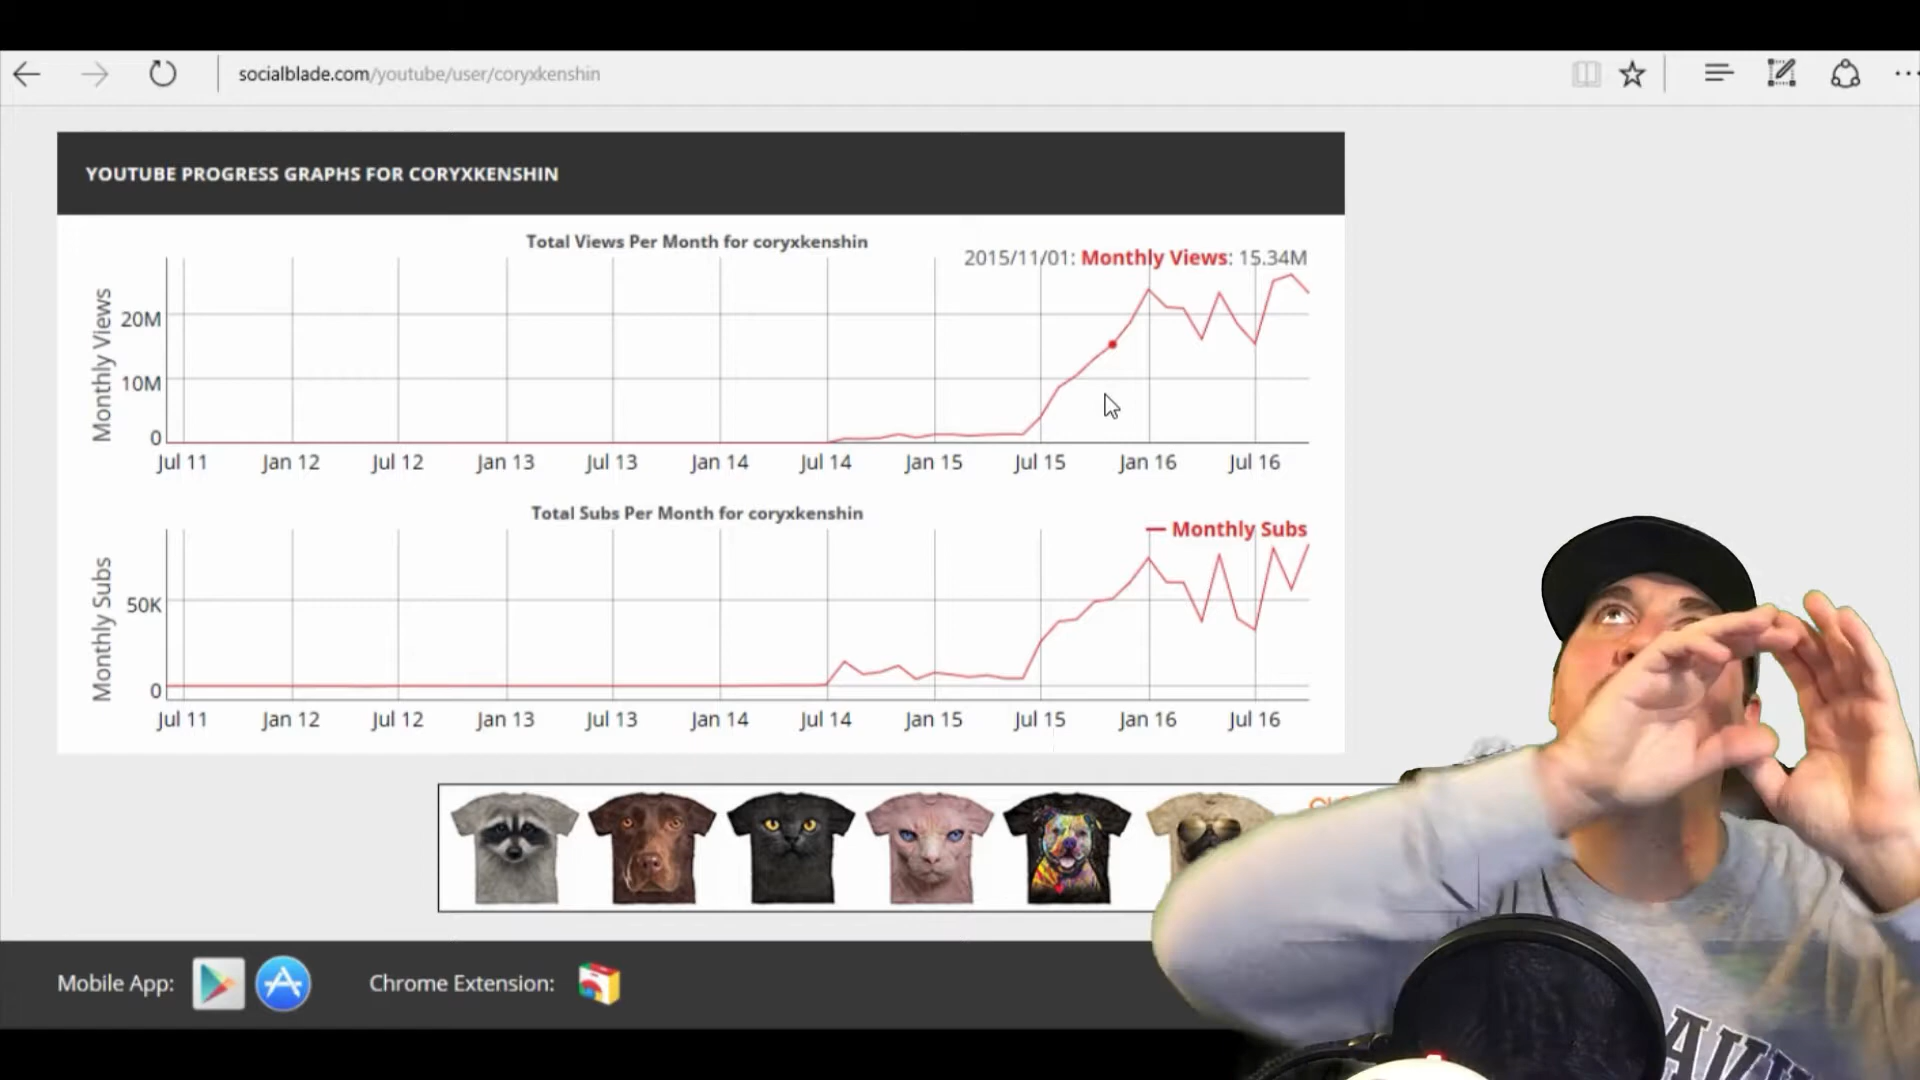 socialblade.com/youtube/user/coryxkenshin
YOUTUBE PROGRESS GRAPHS FOR CORYXKENSHIN
Total Views Per Month for coryxkenshin
2015/11/01: Monthly Views: 15.34M
Monthly Views
20M
10M
0
Jul 11 Jan 12 Jul 12 Jan 13 Jul 13 Jan 14 Jul 14 Jan 15 Jul 15 Jan 16 Jul 16
Total Subs Per Month for coryxkenshin
Monthly Subs
Monthly Subs
50K
0
Jul 11 Jan 12 Jul 12 Jan 13 Jul 13 Jan 14 Jul 14 Jan 15 Jul 15 Jan 16 Jul 16
Mobile App:
Chrome Extension: